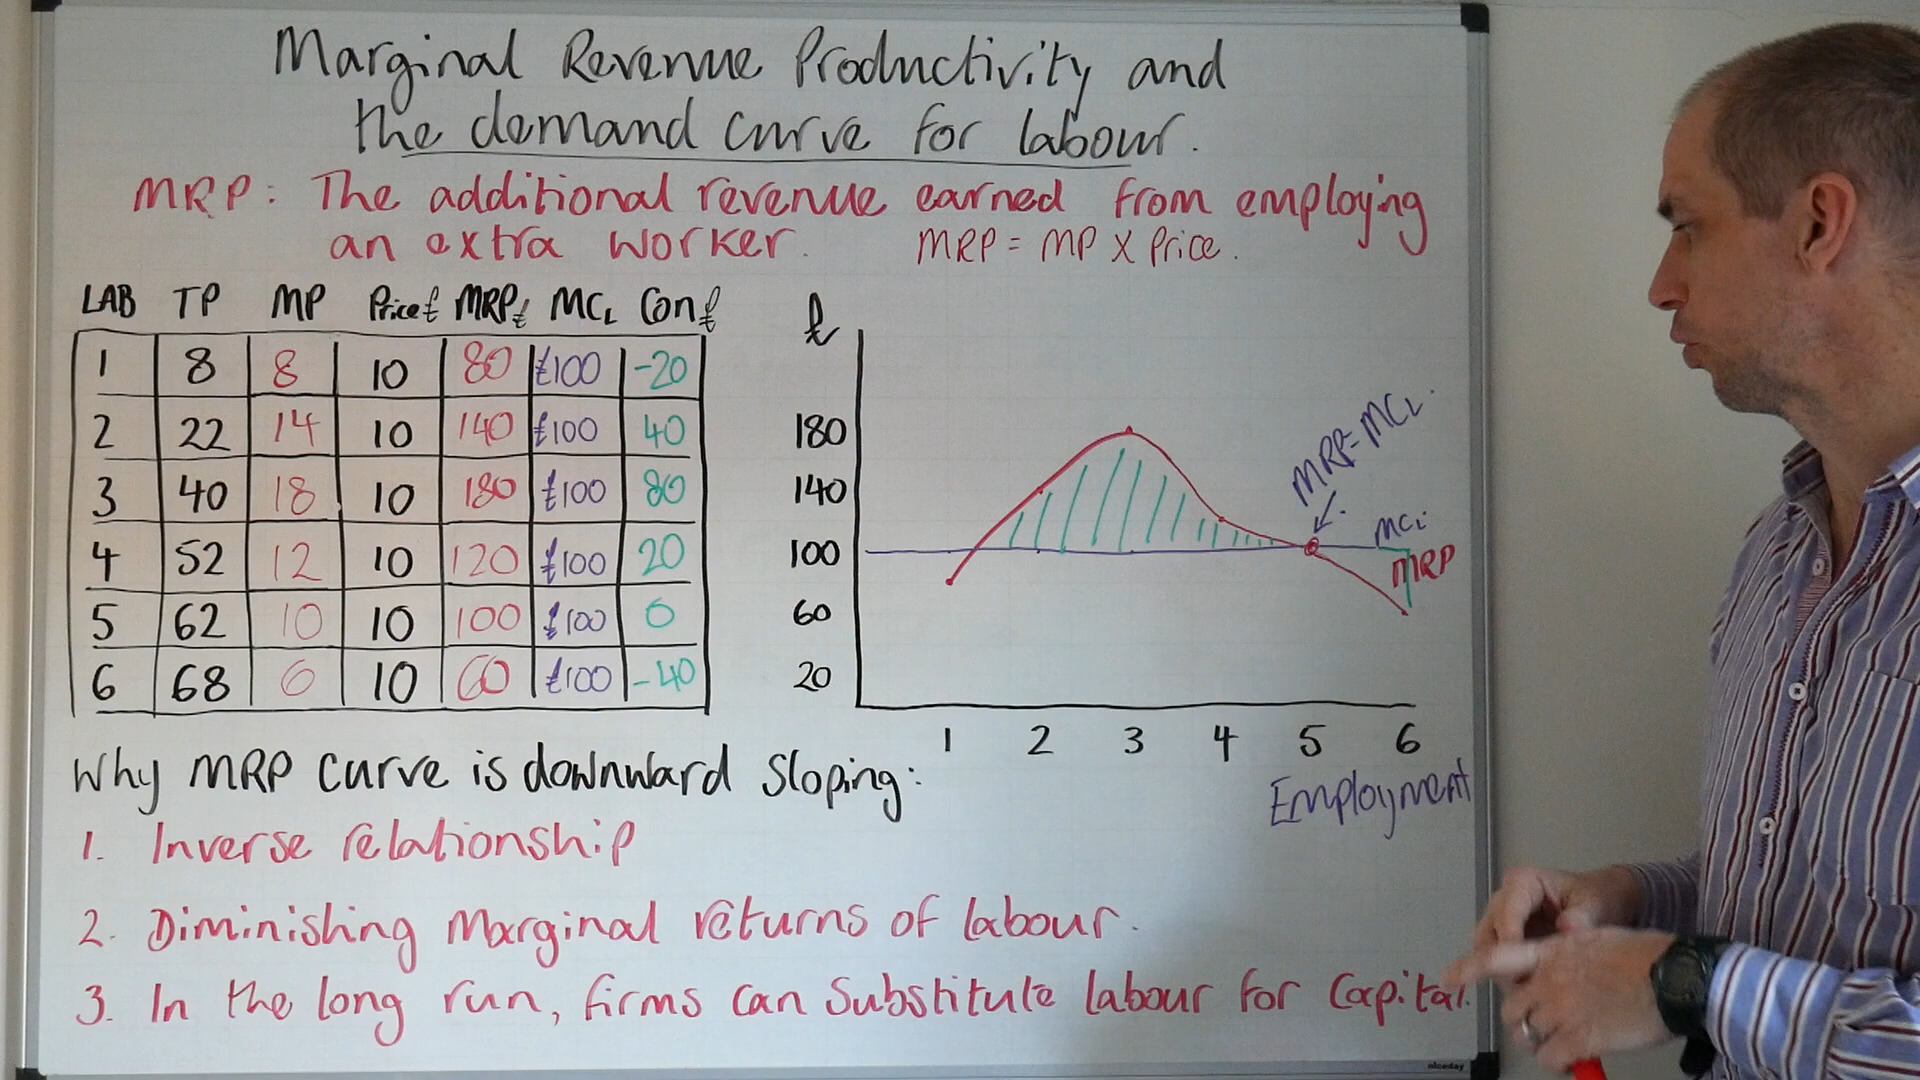 Marginal Revenue Productivity and
the demand curve for labour.
MRP: The additional revenue earned from employing
an extra worker. MRP = MP X Price.
LAB TP MP Price£ MRP£ MCL Con£
1 8 8 10 80 £100 -20
2 22 14 10 140 £100 40
3 40 18 10 180 £100 80
4 52 12 10 120 £100 20
5 62 10 10 100 £100 0
6 68 6 10 60 £100 -40
£
180
140
100
60
20
MRP=MCL.
MCL
MRP
1 2 3 4 5 6
Employment
Why MRP curve is downward sloping:
1. Inverse relationship
2. Diminishing Marginal returns of labour.
3. In the long run, firms can substitute labour for capital.
niceday